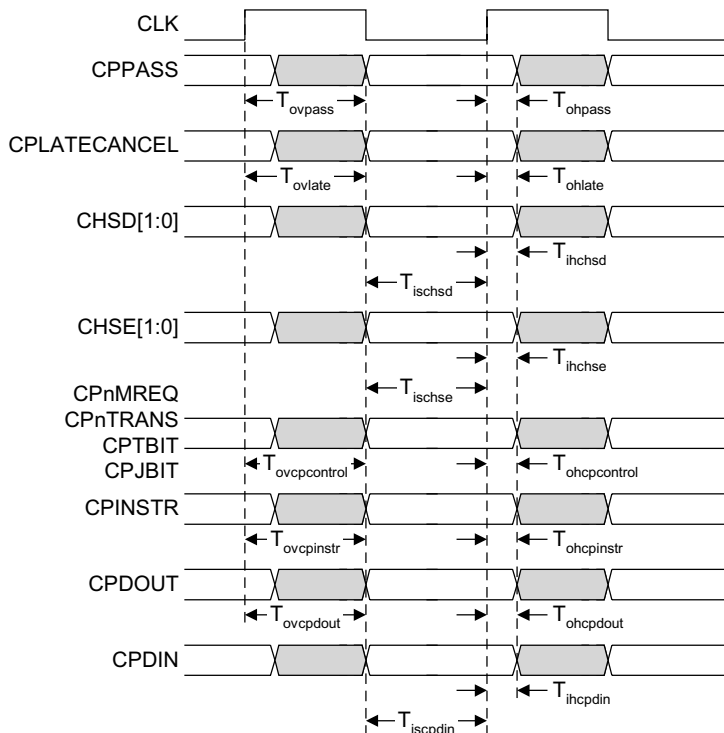 CLK
CPPASS
Tovpass
Tohpass
CPLATECANCEL
Tovlate
Tohlate
CHSD[1:0]
Tihchsd
Tischsd
CHSE[1:0]
Tihchse
Tischse
CPnMREQ
CPnTRANS
CPTBIT
CPJBIT
Tovcpcontrol
Tohcpcontrol
CPINSTR
Tovcpinstr
Tohcpinstr
CPDOUT
Tovcpdout
Tohcpdout
CPDIN
Tihcpdin
Tiscpdin